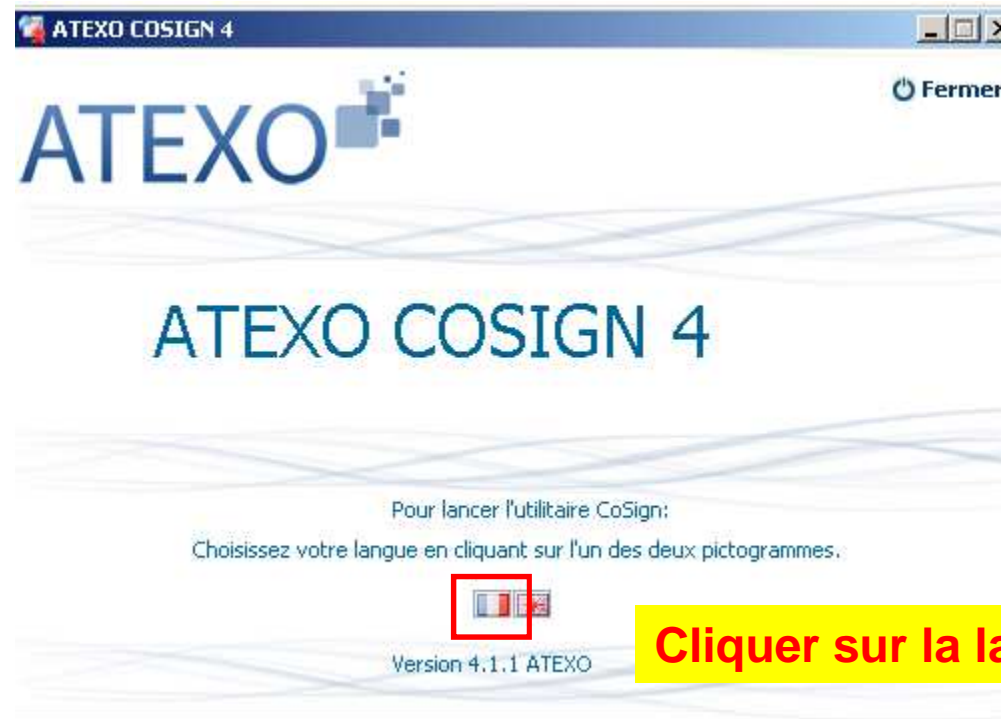 ATEXO COSIGN 4
Fermer
ATEXO
ATEXO COSIGN 4
Pour lancer l'utilitaire CoSign:
Choisissez votre langue en cliquant sur l'un des deux pictogrammes.
Version 4.1.1 ATEXO
Cliquer sur la